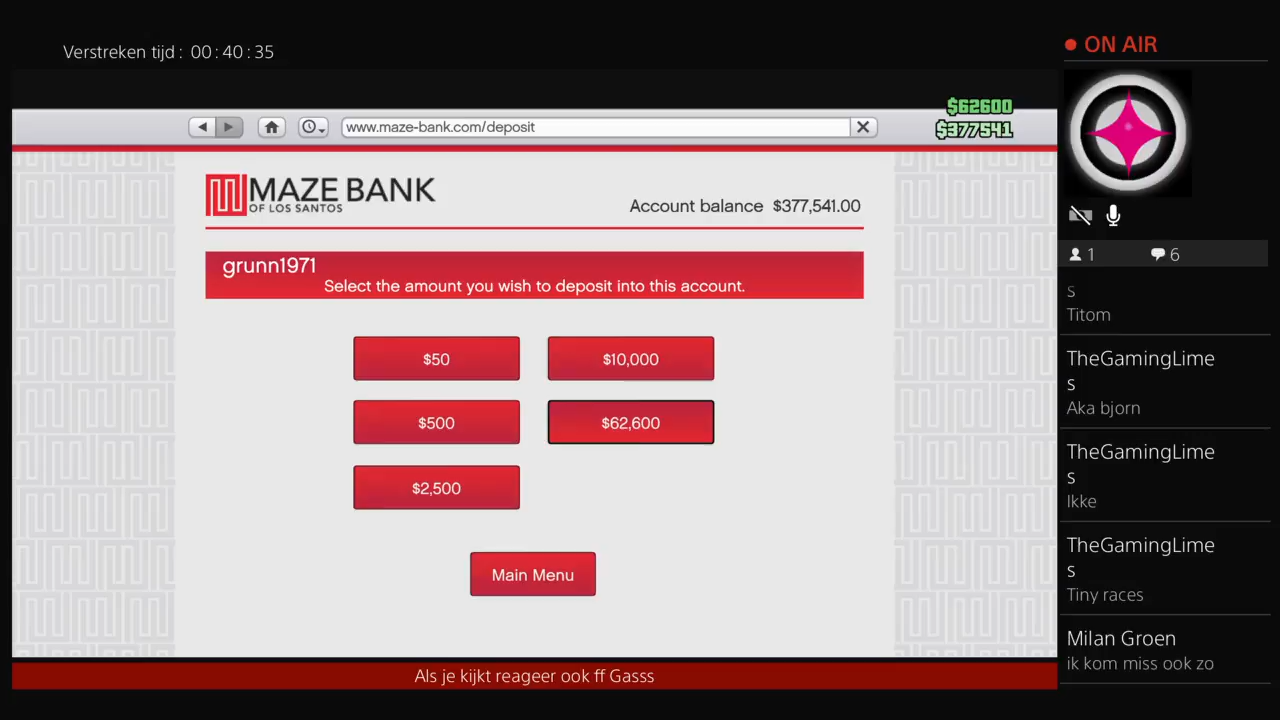 Verstreken tijd : 00:40:35
ON AIR
$62600
$377541
www.maze-bank.com/deposit
MAZE BANK
OF LOS SANTOS
Account balance $377,541.00
grunn1971
Select the amount you wish to deposit into this account.
$50
$10,000
$500
$62,600
$2,500
Main Menu
Als je kijkt reageer ook ff Gasss
1
6
s
Titom
TheGamingLime
s
Aka bjorn
TheGamingLime
s
Ikke
TheGamingLime
s
Tiny races
Milan Groen
ik kom miss ook zo